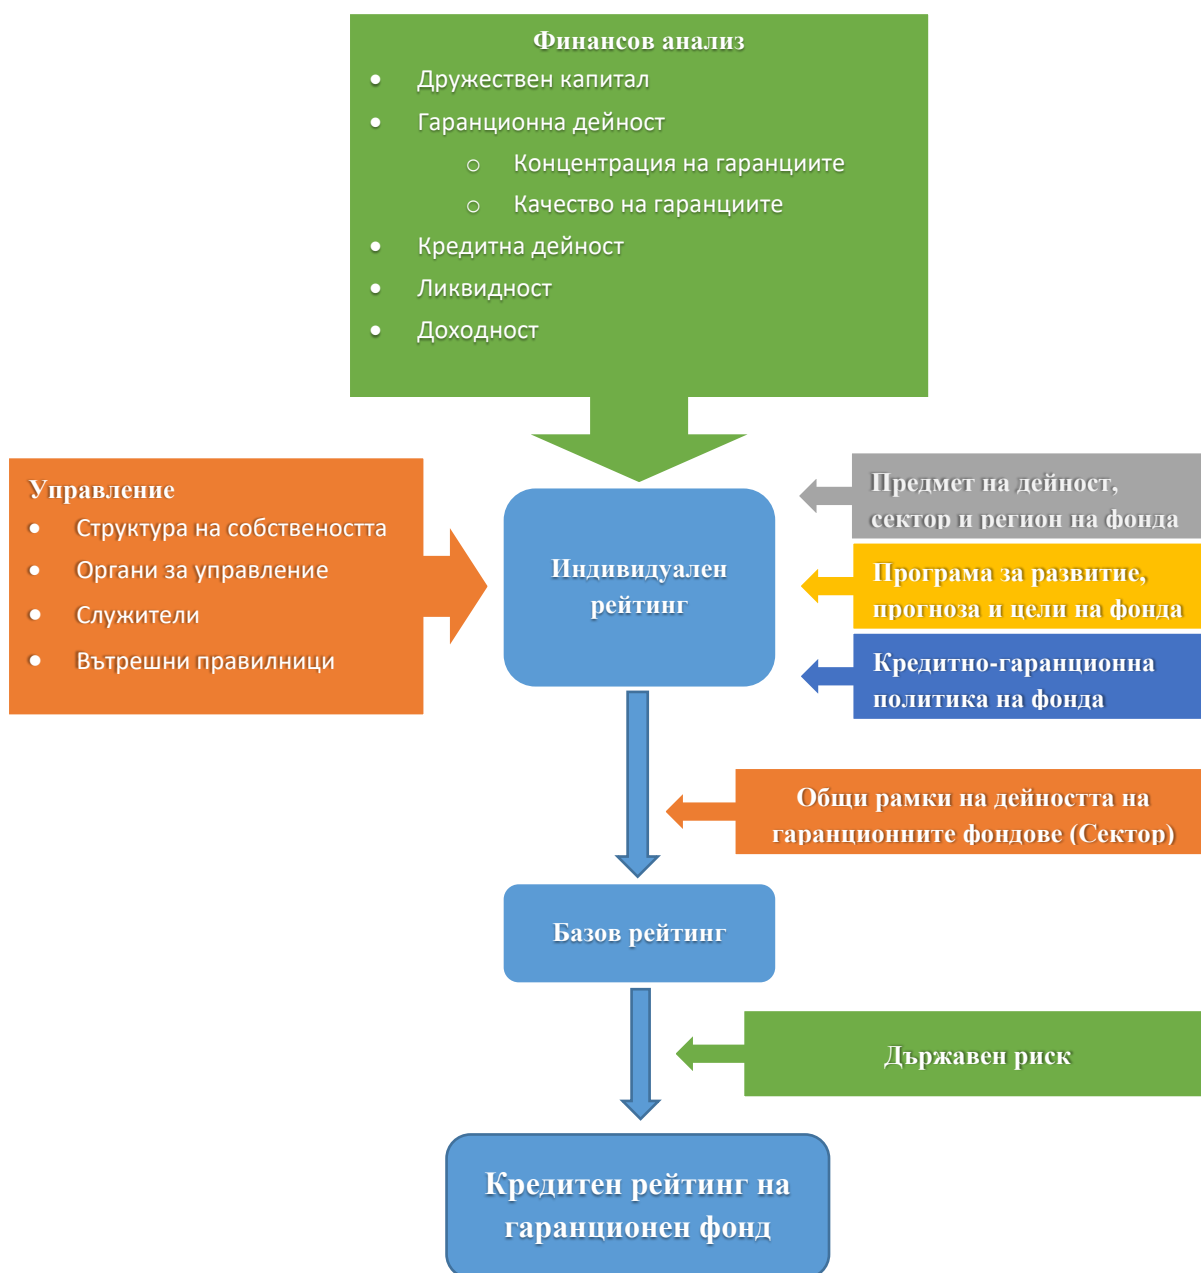 Финансов анализ
• Дружествен капитал
• Гаранционна дейност
o Концентрация на гаранциите
o Качество на гаранциите
• Кредитна дейност
• Ликвидност
• Доходност
Управление
• Структура на собствеността
• Органи за управление
• Служители
• Вътрешни правилници
Индивидуален
рейтинг
Предмет на дейност,
сектор и регион на фонда
Програма за развитие,
прогноза и цели на фонда
Кредитно-гаранционна
политика на фонда
Общи рамки на дейността на
гаранционните фондове (Сектор)
Базов рейтинг
Държавен риск
Кредитен рейтинг на
гаранционен фонд